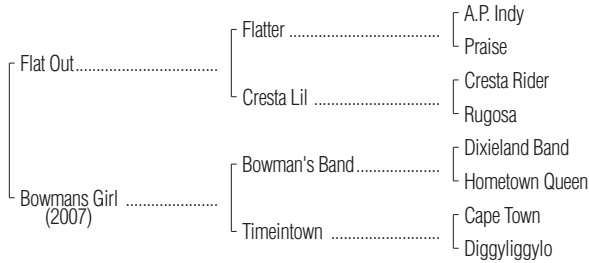 A.P. Indy
Flatter
Praise
Flat Out
Cresta Rider
Cresta Lil
Rugosa
Dixieland Band
Bowman's Band
Hometown Queen
Bowmans Girl
(2007)
Cape Town
Timeintown
Diggyliggylo